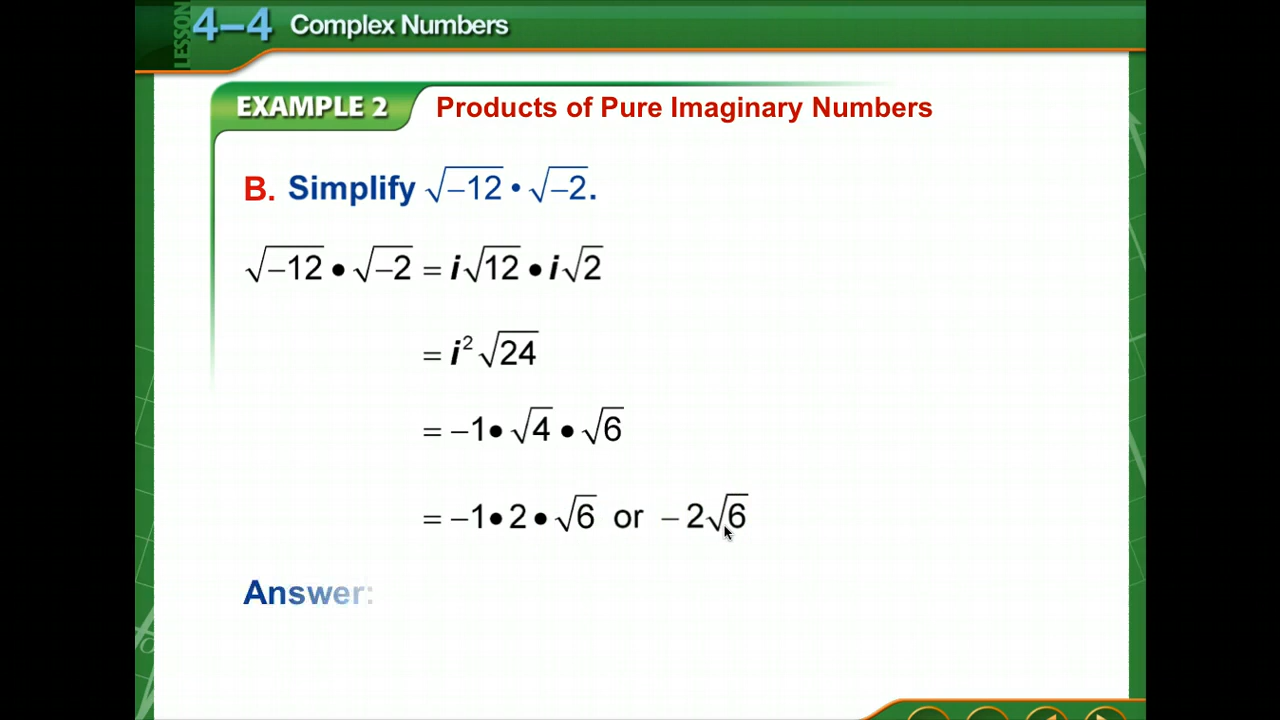 LESSON 4–4 Complex Numbers
EXAMPLE 2 Products of Pure Imaginary Numbers
B. Simplify √−12 • √−2.
√−12 • √−2 = i√12 • i√2
= i² √24
= −1 • √4 • √6
= −1 • 2 • √6 or − 2√6
Answer: